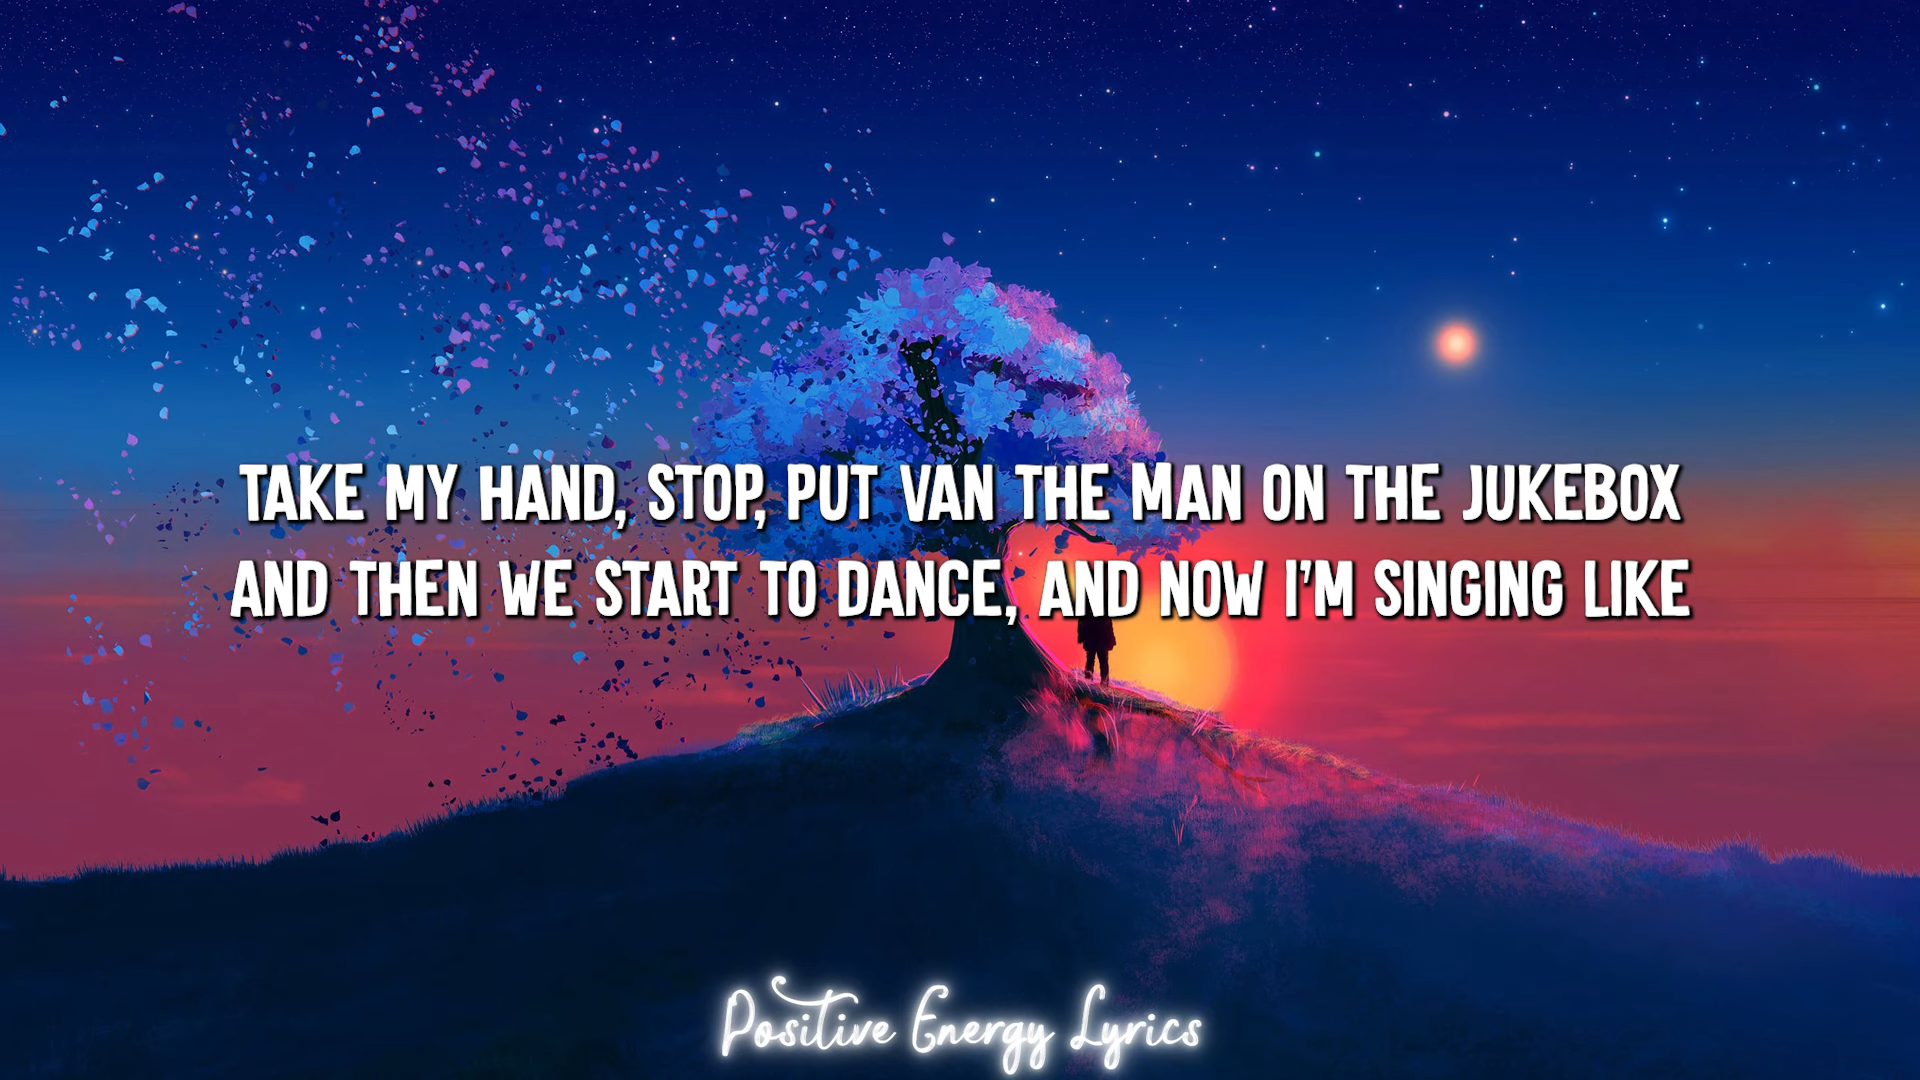 TAKE MY HAND, STOP, PUT VAN THE MAN ON THE JUKEBOX
AND THEN WE START TO DANCE, AND NOW I'M SINGING LIKE
Positive Energy Lyrics